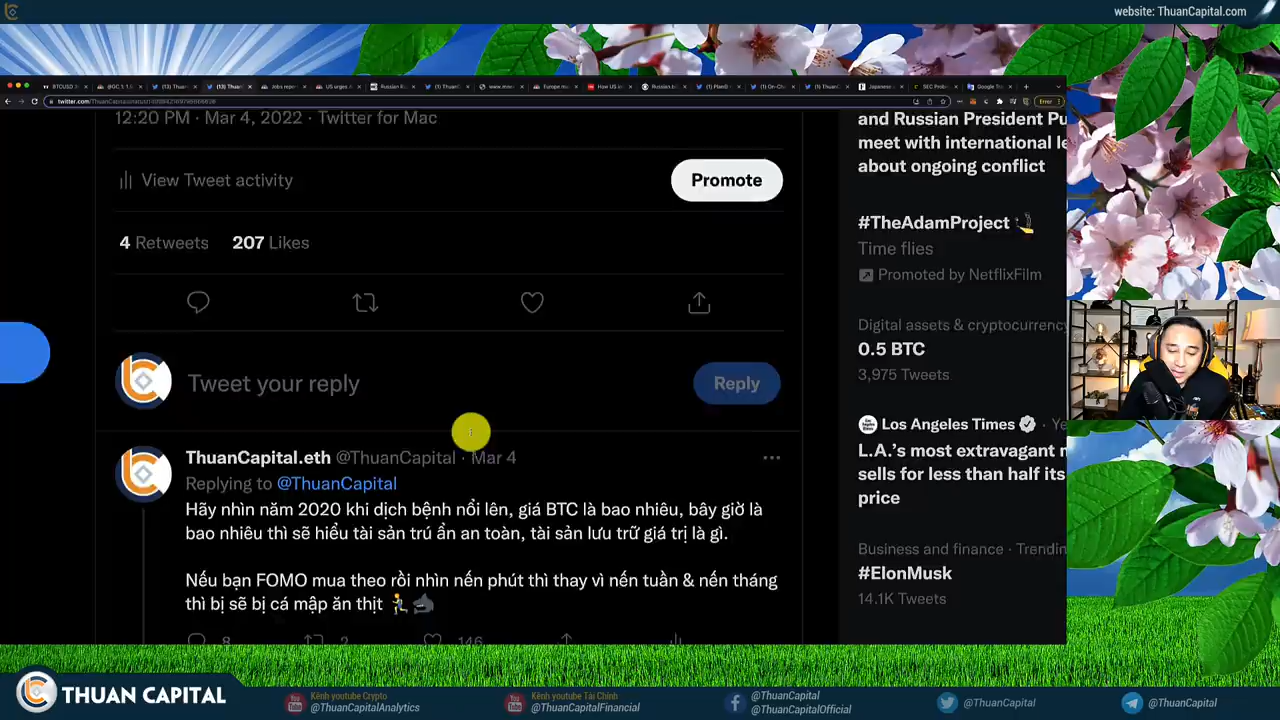 website: ThuanCapital.com
12:20 PM · Mar 4, 2022 · Twitter for Mac
View Tweet activity
Promote
4 Retweets 207 Likes
Tweet your reply
Reply
ThuanCapital.eth @ThuanCapital · Mar 4
Replying to @ThuanCapital
Hãy nhìn năm 2020 khi dịch bệnh nổi lên, giá BTC là bao nhiêu, bây giờ là
bao nhiêu thì sẽ hiểu tài sản trú ẩn an toàn, tài sản lưu trữ giá trị là gì.
Nếu bạn FOMO mua theo rồi nhìn nến phút thì thay vì nến tuần & nến tháng
thì bị sẽ bị cá mập ăn thịt
8 2 146
and Russian President Pu
meet with international le
about ongoing conflict
#TheAdamProject
Time flies
Promoted by NetflixFilm
Digital assets & cryptocurrency
0.5 BTC
3,975 Tweets
Los Angeles Times · Ye
L.A.'s most extravagant
sells for less than half its
price
Business and finance · Trendin
#ElonMusk
14.1K Tweets
THUAN CAPITAL
Kênh youtube Crypto
@ThuanCapitalAnalytics
Kênh youtube Tài Chính
@ThuanCapitalFinancial
@ThuanCapital
@ThuanCapitalOfficial
@ThuanCapital
@ThuanCapital